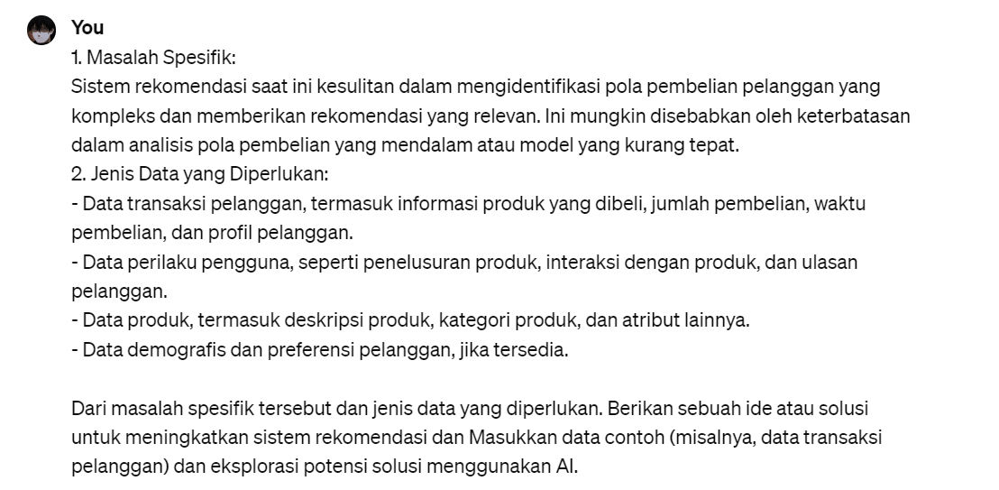 You
1. Masalah Spesifik:
Sistem rekomendasi saat ini kesulitan dalam mengidentifikasi pola pembelian pelanggan yang
kompleks dan memberikan rekomendasi yang relevan. Ini mungkin disebabkan oleh keterbatasan
dalam analisis pola pembelian yang mendalam atau model yang kurang tepat.
2. Jenis Data yang Diperlukan:
- Data transaksi pelanggan, termasuk informasi produk yang dibeli, jumlah pembelian, waktu
pembelian, dan profil pelanggan.
- Data perilaku pengguna, seperti penelusuran produk, interaksi dengan produk, dan ulasan
pelanggan.
- Data produk, termasuk deskripsi produk, kategori produk, dan atribut lainnya.
- Data demografis dan preferensi pelanggan, jika tersedia.
Dari masalah spesifik tersebut dan jenis data yang diperlukan. Berikan sebuah ide atau solusi
untuk meningkatkan sistem rekomendasi dan Masukkan data contoh (misalnya, data transaksi
pelanggan) dan eksplorasi potensi solusi menggunakan AI.